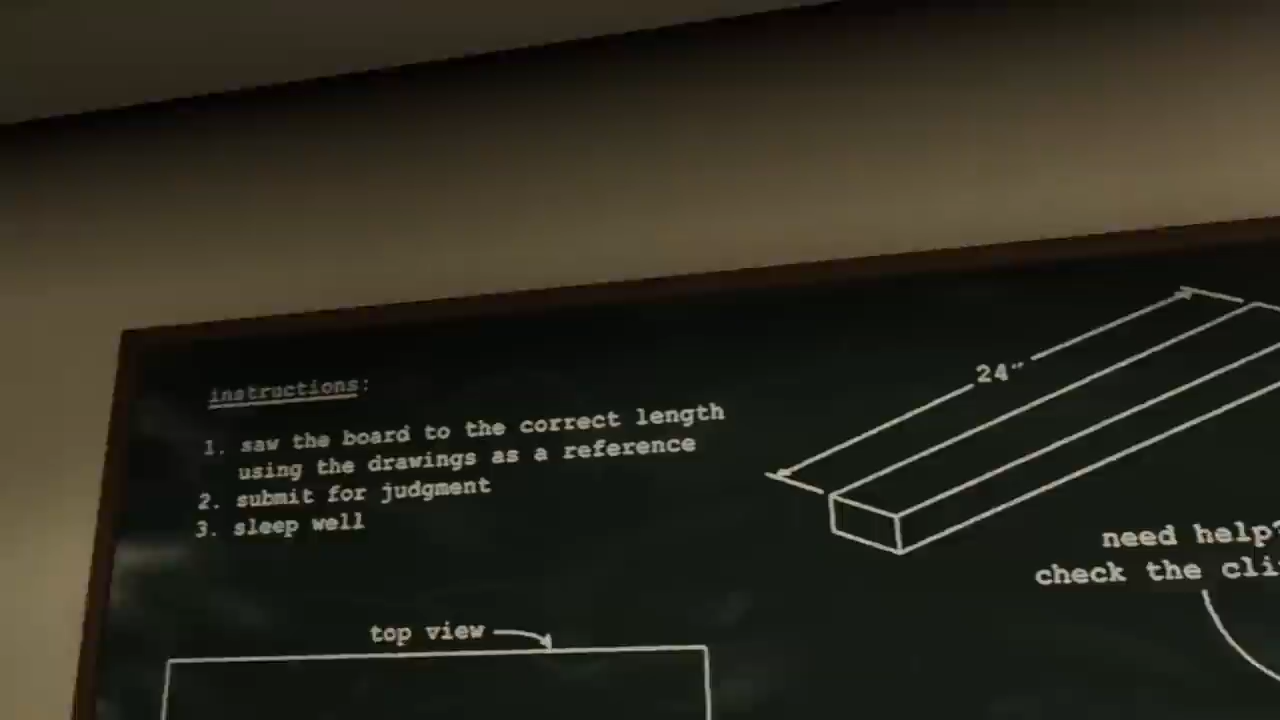 instructions:
1. saw the board to the correct length
using the drawings as a reference
2. submit for judgment
3. sleep well
24"
need help?
check the cli
top view